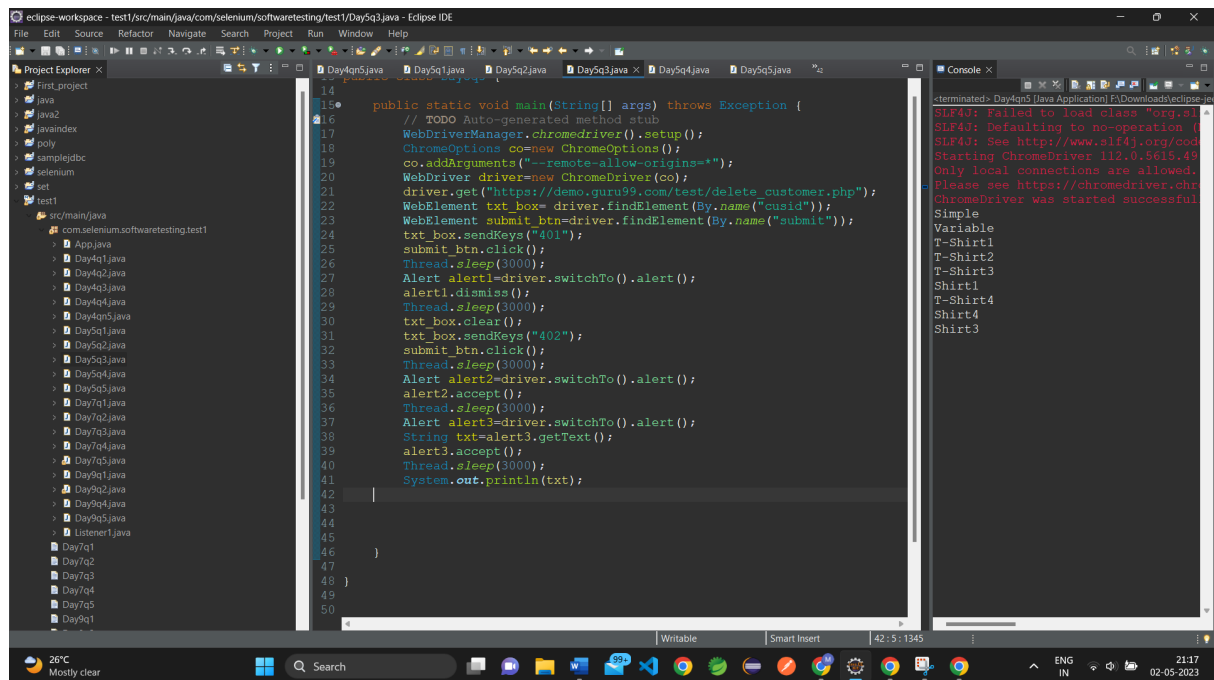 eclipse-workspace - test1/src/main/java/com/selenium/softwaretesting/test1/Day5q3.java - Eclipse IDE
File Edit Source Refactor Navigate Search Project Run Window Help
Project Explorer
First_project
java
java2
javaindex
poly
samplejdbc
selenium
set
test1
src/main/java
com.selenium.softwaretesting.test1
App.java
Day4q1.java
Day4q2.java
Day4q3.java
Day4q4.java
Day4qn5.java
Day5q1.java
Day5q2.java
Day5q3.java
Day5q4.java
Day5q5.java
Day7q1.java
Day7q2.java
Day7q3.java
Day7q4.java
Day7q5.java
Day9q1.java
Day9q2.java
Day9q4.java
Day9q5.java
Listener1.java
Day7q1
Day7q2
Day7q3
Day7q4
Day7q5
Day9q1
Day4qn5.java Day5q1.java Day5q2.java Day5q3.java Day5q4.java Day5q5.java
14
15 public static void main(String[] args) throws Exception {
16 // TODO Auto-generated method stub
17 WebDriverManager.chromedriver().setup();
18 ChromeOptions co=new ChromeOptions();
19 co.addArguments("--remote-allow-origins=*");
20 WebDriver driver=new ChromeDriver(co);
21 driver.get("https://demo.guru99.com/test/delete_customer.php");
22 WebElement txt_box= driver.findElement(By.name("cusid"));
23 WebElement submit_btn=driver.findElement(By.name("submit"));
24 txt_box.sendKeys("401");
25 submit_btn.click();
26 Thread.sleep(3000);
27 Alert alert1=driver.switchTo().alert();
28 alert1.dismiss();
29 Thread.sleep(3000);
30 txt_box.clear();
31 txt_box.sendKeys("402");
32 submit_btn.click();
33 Thread.sleep(3000);
34 Alert alert2=driver.switchTo().alert();
35 alert2.accept();
36 Thread.sleep(3000);
37 Alert alert3=driver.switchTo().alert();
38 String txt=alert3.getText();
39 alert3.accept();
40 Thread.sleep(3000);
41 System.out.println(txt);
42
43
44
45
46 }
47
48 }
49
50
Console
<terminated> Day4qn5 [Java Application] F:\Downloads\eclipse-jee
SLF4J: Failed to load class "org.sl
SLF4J: Defaulting to no-operation (
SLF4J: See http://www.slf4j.org/cod
Starting ChromeDriver 112.0.5615.49
Only local connections are allowed.
Please see https://chromedriver.chr
ChromeDriver was started successful
Simple
Variable
T-Shirt1
T-Shirt2
T-Shirt3
Shirt1
T-Shirt4
Shirt4
Shirt3
Writable Smart Insert 42 : 5 : 1345
26°C
Mostly clear
Search
99+
ENG
IN
21:17
02-05-2023